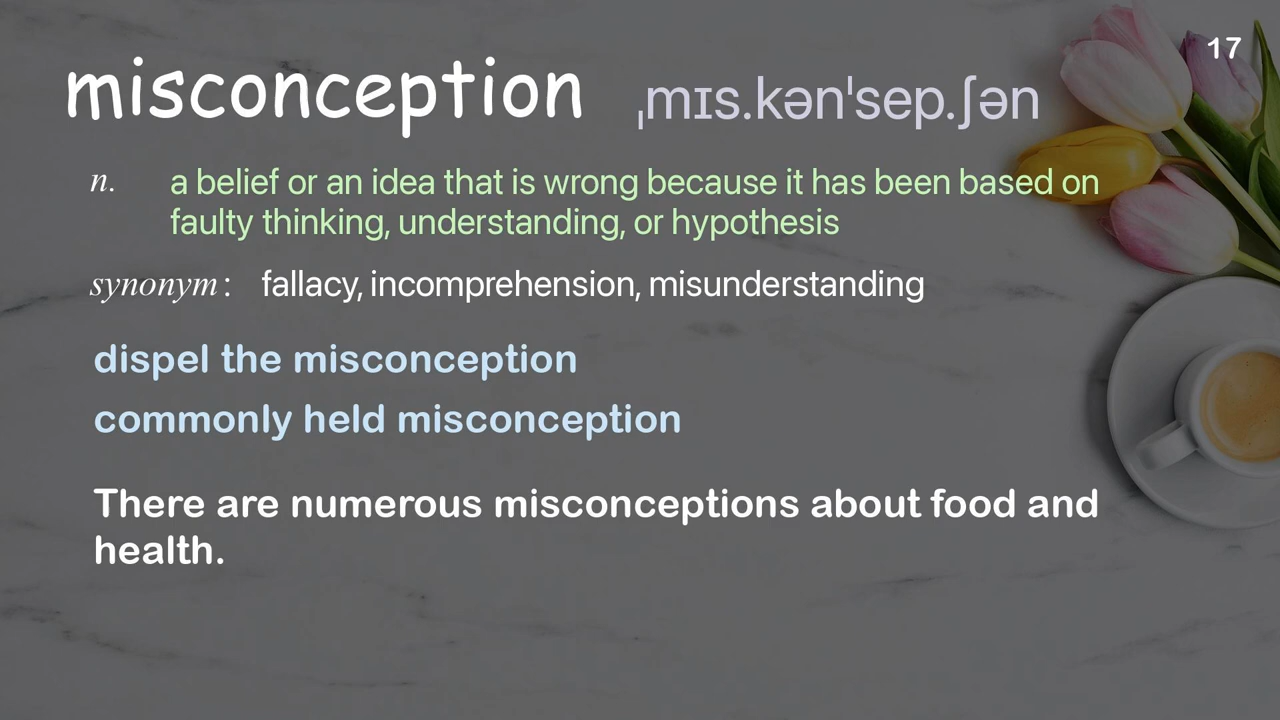 17
misconception ˌmɪs.kənˈsep.ʃən
n. a belief or an idea that is wrong because it has been based on
faulty thinking, understanding, or hypothesis
synonym: fallacy, incomprehension, misunderstanding
dispel the misconception
commonly held misconception
There are numerous misconceptions about food and
health.